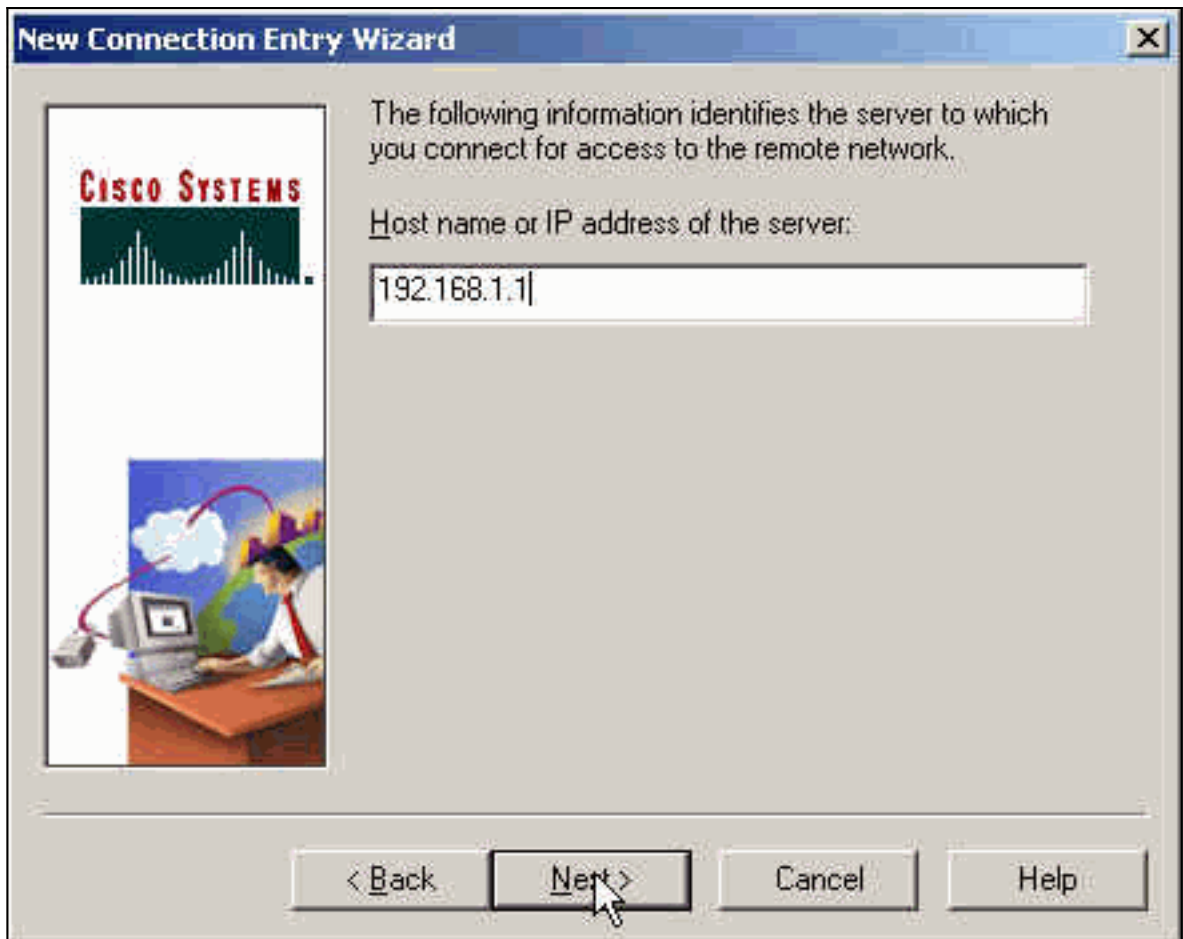 New Connection Entry Wizard
The following information identifies the server to which
you connect for access to the remote network.
CISCO SYSTEMS
Host name or IP address of the server:
192.168.1.1
< Back
Next >
Cancel
Help